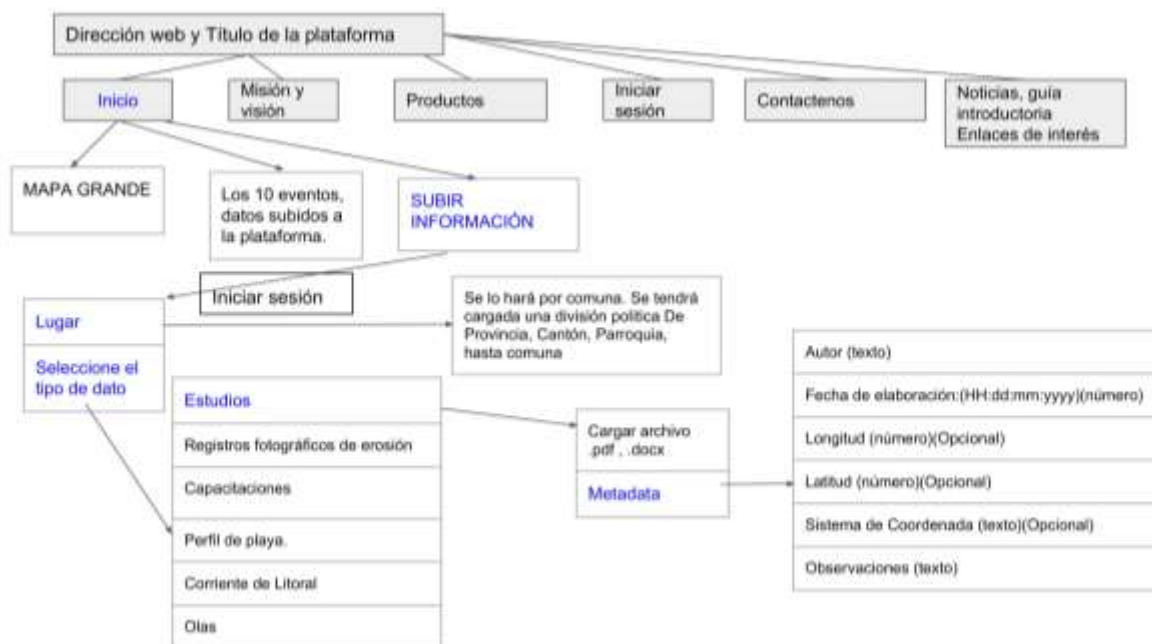 Dirección web y Título de la plataforma
Inicio
Misión y
visión
Productos
Iniciar
sesión
Contactenos
Noticias, guía
introductoria
Enlaces de interés
MAPA GRANDE
Los 10 eventos,
datos subidos a
la plataforma.
SUBIR
INFORMACIÓN
Iniciar sesión
Lugar
Seleccione el
tipo de dato
Se lo hará por comuna. Se tendrá
cargada una división política De
Provincia, Cantón, Parroquia,
hasta comuna
Estudios
Registros fotográficos de erosión
Capacitaciones
Perfil de playa.
Corriente de Litoral
Olas
Cargar archivo
.pdf , .docx
Metadata
Autor (texto)
Fecha de elaboración:(HH:dd:mm:yyyy)(número)
Longitud (número)(Opcional)
Latitud (número)(Opcional)
Sistema de Coordenada (texto)(Opcional)
Observaciones (texto)